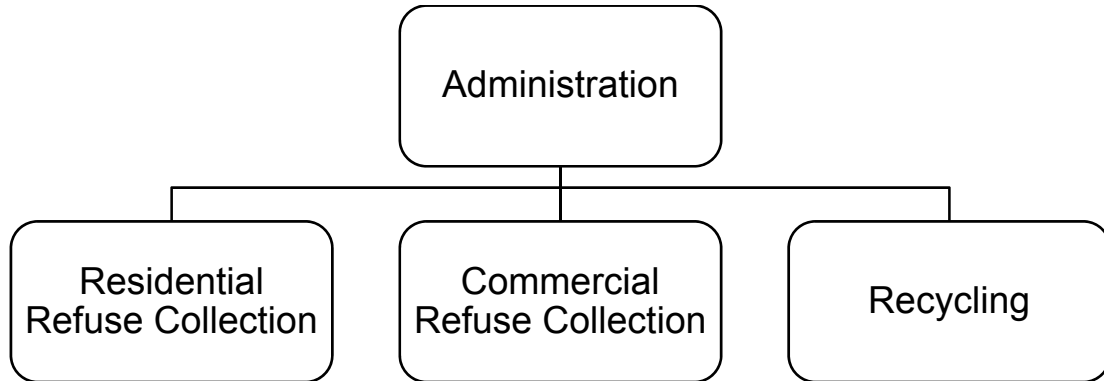 Administration
Residential
Refuse Collection
Commercial
Refuse Collection
Recycling